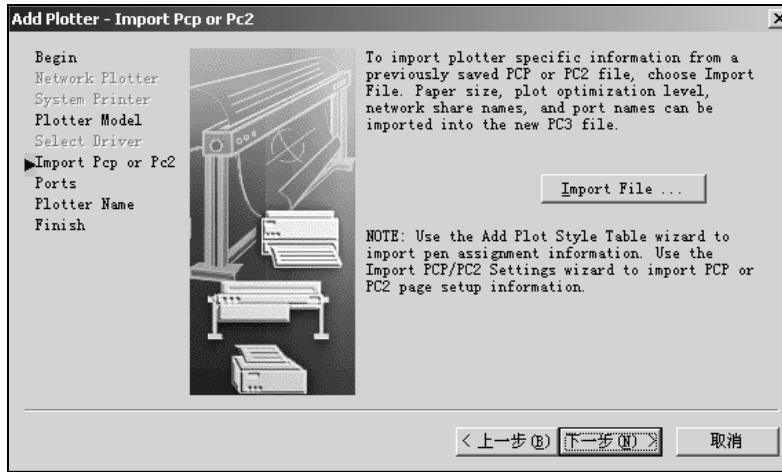 Add Plotter - Import Pcp or Pc2
Begin
Network Plotter
System Printer
Plotter Model
Select Driver
Import Pcp or Pc2
Ports
Plotter Name
Finish
To import plotter specific information from a
previously saved PCP or PC2 file, choose Import
File. Paper size, plot optimization level,
network share names, and port names can be
imported into the new PC3 file.
Import File ...
NOTE: Use the Add Plot Style Table wizard to
import pen assignment information. Use the
Import PCP/PC2 Settings wizard to import PCP or
PC2 page setup information.
< 上一步(B)
下一步(N) >
取消